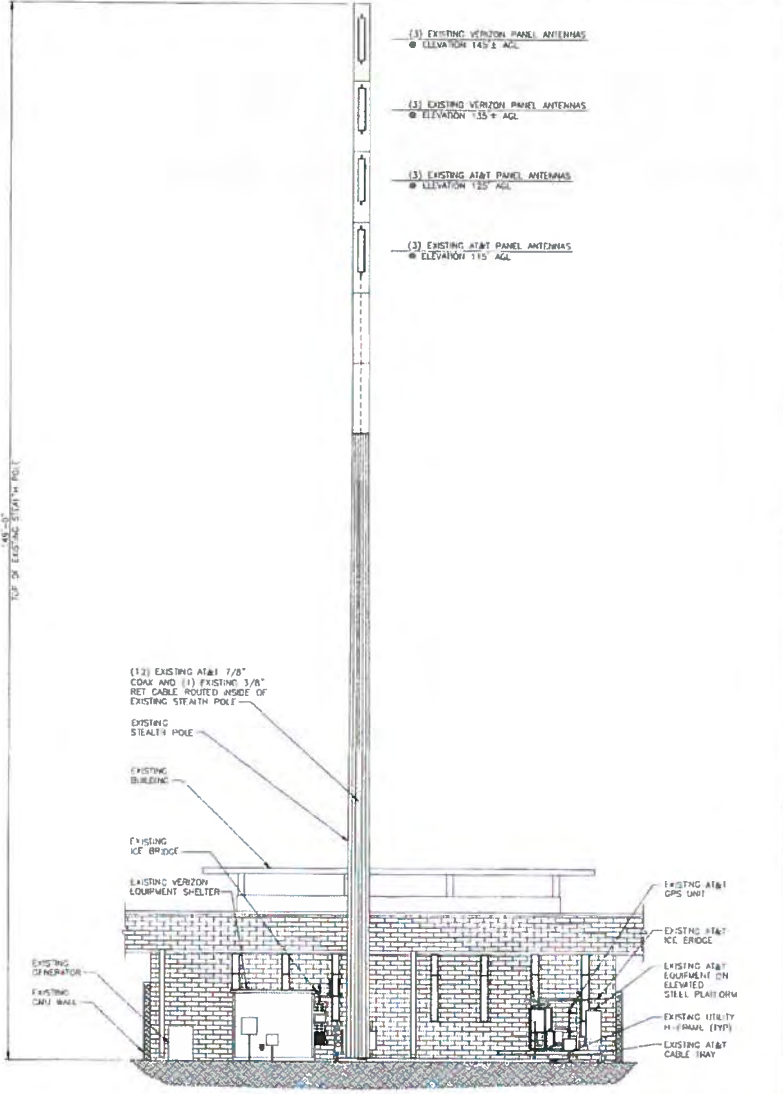 (3) EXISTING VERIZON PANEL ANTENNAS
@ ELEVATION 145'± AGL
(3) EXISTING VERIZON PANEL ANTENNAS
@ ELEVATION 135'± AGL
(3) EXISTING AT&T PANEL ANTENNAS
@ ELEVATION 125' AGL
(3) EXISTING AT&T PANEL ANTENNAS
@ ELEVATION 115' AGL
TOP OF EXISTING STEALTH POLE
(12) EXISTING AT&T 7/8"
COAX AND (1) EXISTING 3/8"
RET CABLE ROUTED INSIDE OF
EXISTING STEALTH POLE
EXISTING
STEALTH POLE
EXISTING
BUILDING
EXISTING
ICE BRIDGE
EXISTING VERIZON
EQUIPMENT SHELTER
EXISTING
GENERATOR
EXISTING
CMU WALL
EXISTNG AT&T
GPS UNIT
EXISTNG AT&T
ICE BRIDGE
EXISTING AT&T
EQUIPMENT ON
ELEVATED
STEEL PLATFORM
EXISTNG UTILITY
H-FRAME (TYP)
EXISTING AT&T
CABLE TRAY